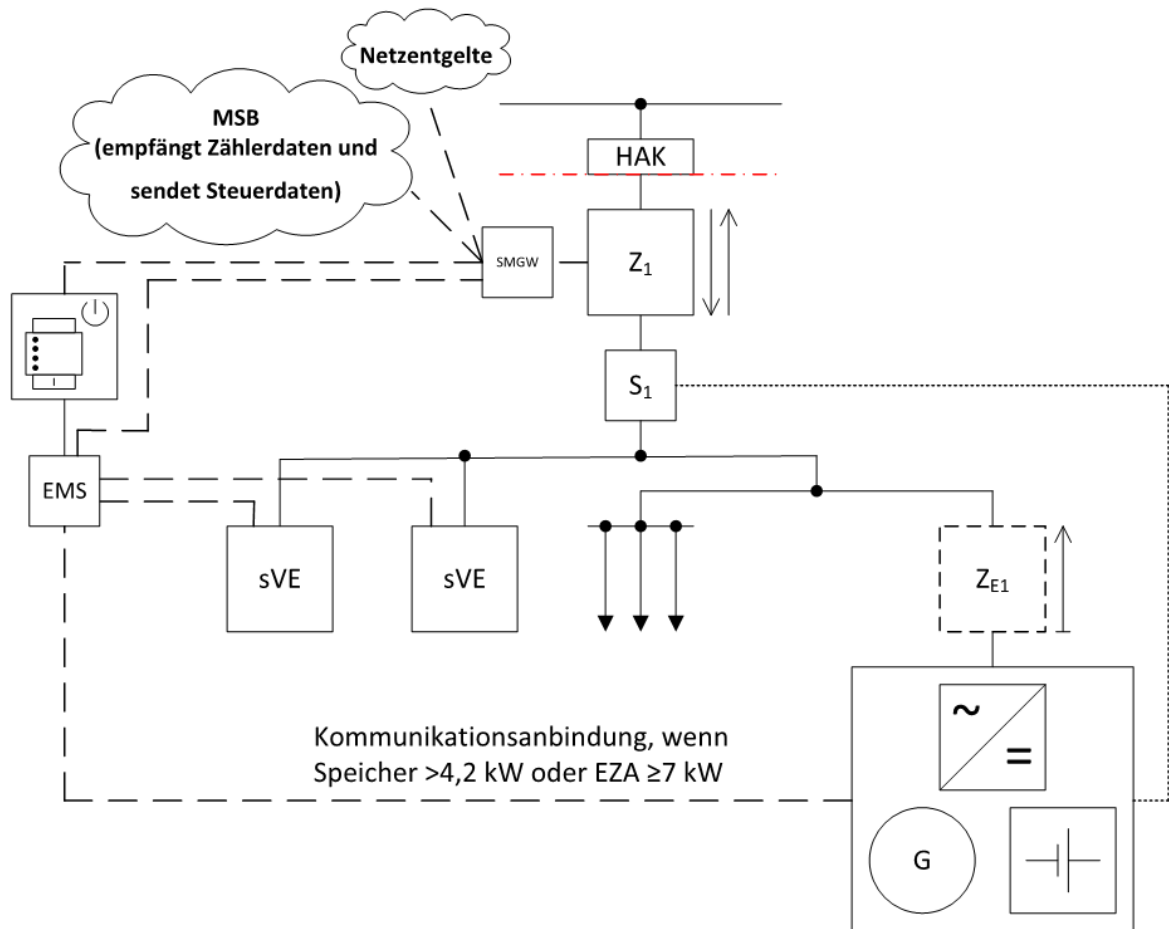 Netzentgelte
MSB
(empfängt Zählerdaten und
sendet Steuerdaten)
HAK
SMGW
Z₁
S₁
EMS
sVE
sVE
Z_E1
Kommunikationsanbindung, wenn
Speicher >4,2 kW oder EZA ≥7 kW
~
=
G